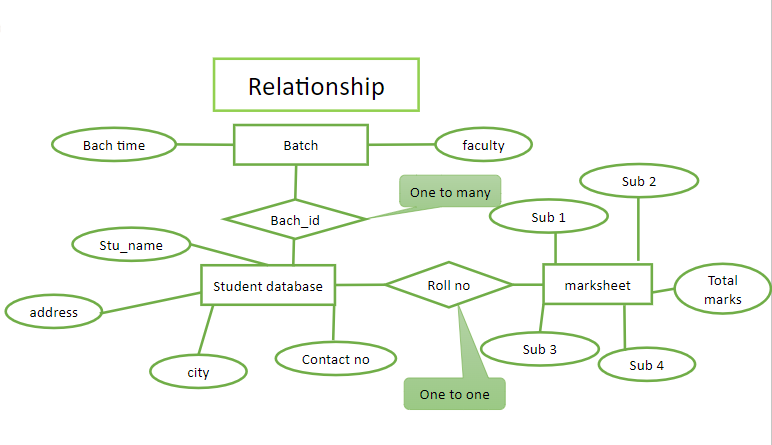 Relationship
Bach time
Batch
faculty
One to many
Sub 2
Bach_id
Sub 1
Stu_name
Student database
Roll no
marksheet
Total
marks
address
Sub 3
Contact no
Sub 4
city
One to one